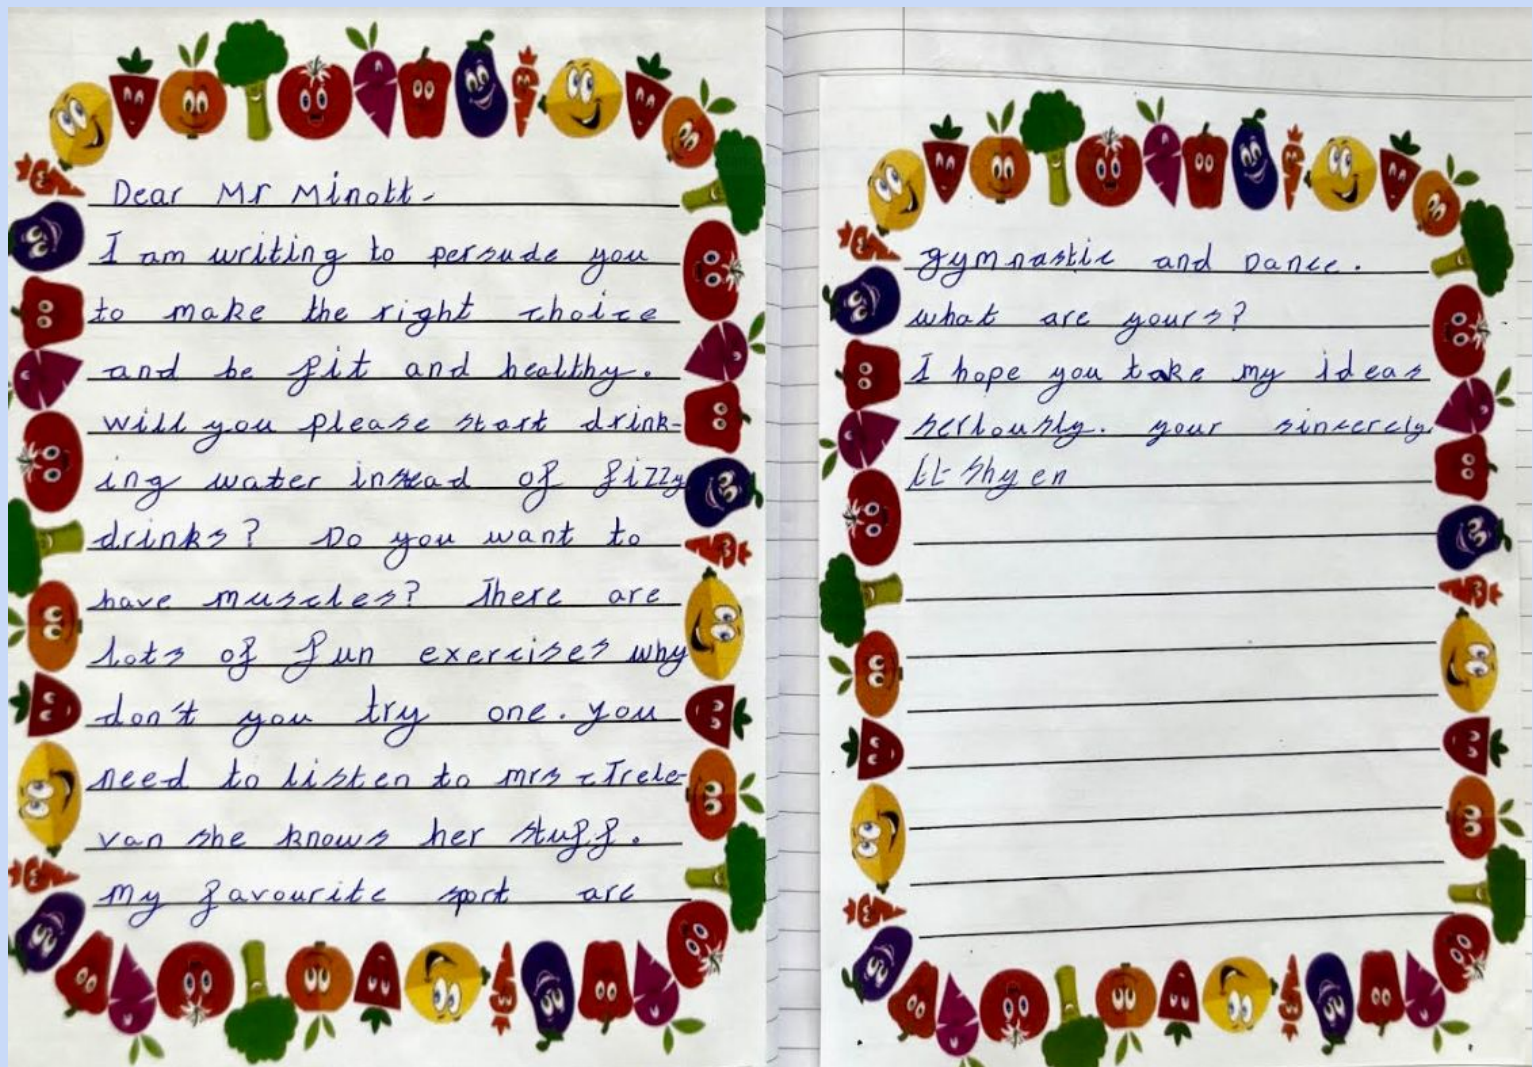 Dear Mr Minott-
I am writing to persude you
to make the right choice
and be fit and healthy.
will you please start drink-
ing water instead of fizzy
drinks? Do you want to
have muscles? There are
lots of fun exercises why
don't you try one. you
need to listen to mrs Trele-
van she knows her stuff.
my favourite sport are
gymnastic and Dance.
what are yours?
I hope you take my ideas
seriously. your sincerely